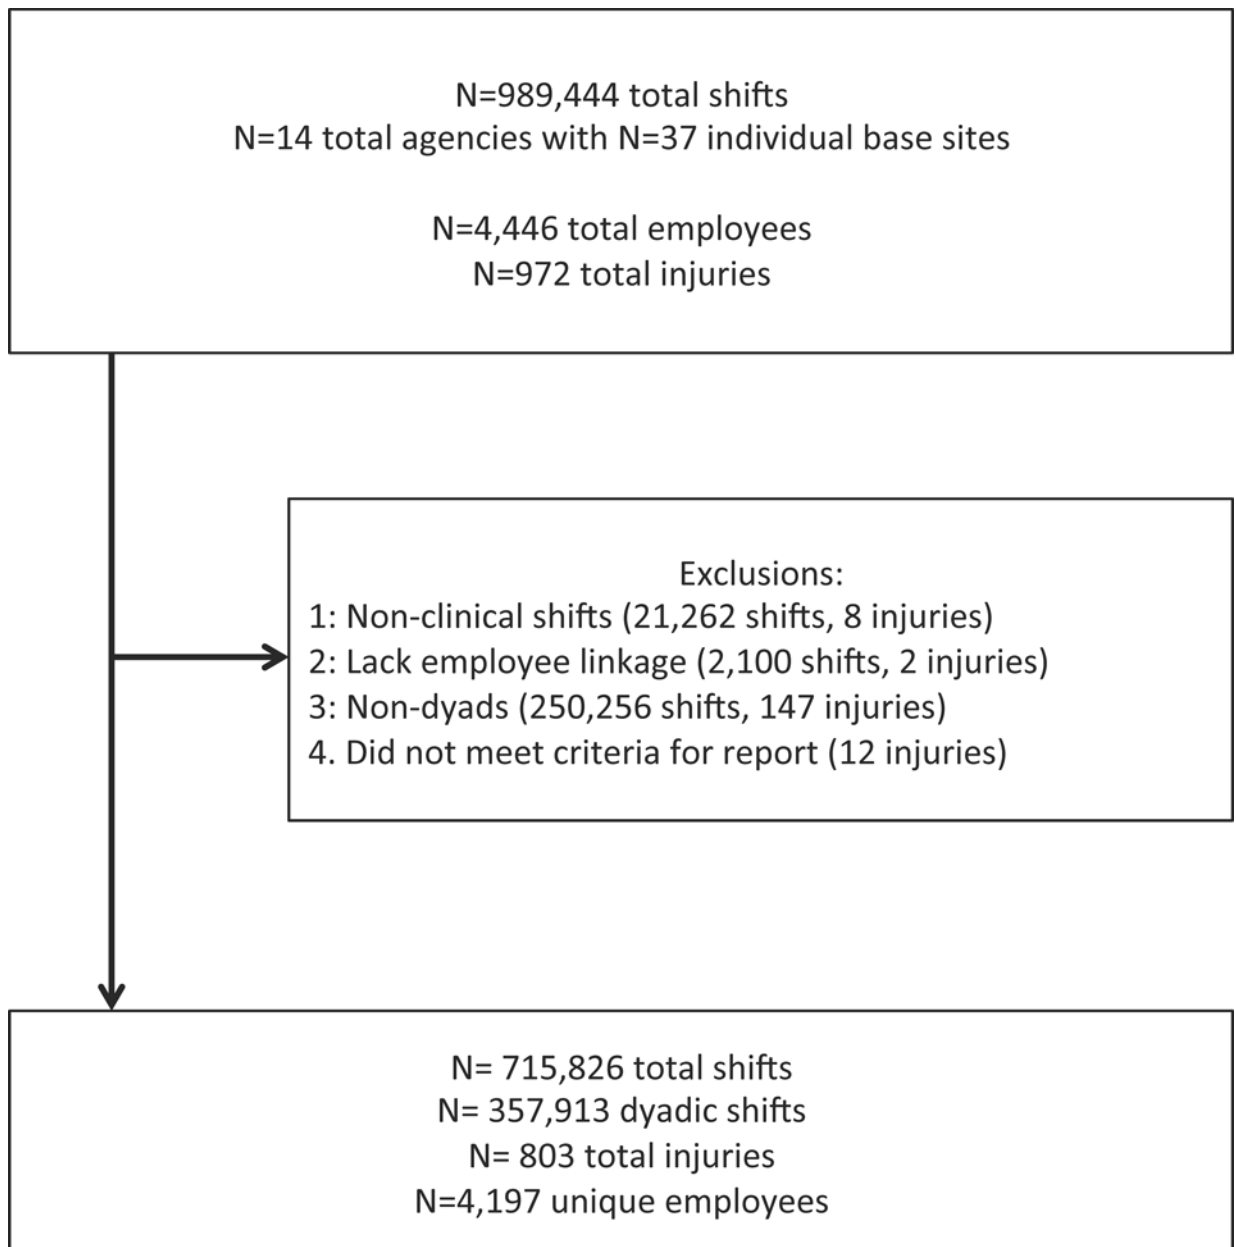 N=989,444 total shifts
N=14 total agencies with N=37 individual base sites
N=4,446 total employees
N=972 total injuries
Exclusions:
1: Non-clinical shifts (21,262 shifts, 8 injuries)
2: Lack employee linkage (2,100 shifts, 2 injuries)
3: Non-dyads (250,256 shifts, 147 injuries)
4. Did not meet criteria for report (12 injuries)
N= 715,826 total shifts
N= 357,913 dyadic shifts
N= 803 total injuries
N=4,197 unique employees